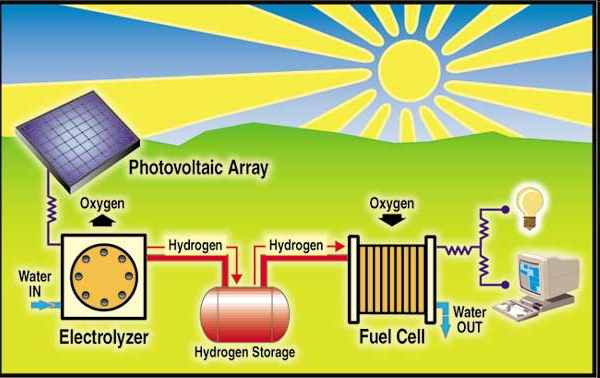 Photovoltaic Array
Oxygen
Oxygen
Hydrogen
Hydrogen
Water
IN
Electrolyzer
Hydrogen Storage
Fuel Cell
Water
OUT